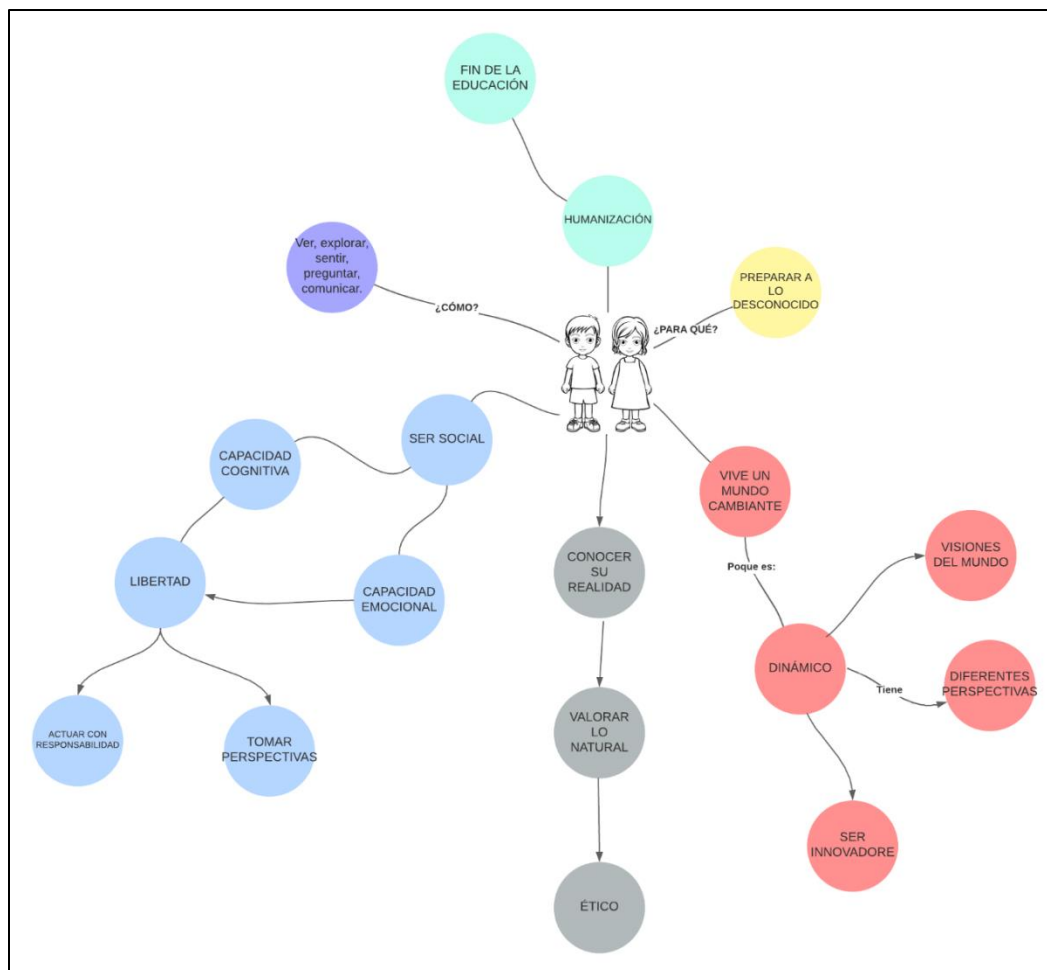 FIN DE LA
EDUCACIÓN
HUMANIZACIÓN
Ver, explorar,
sentir,
preguntar,
comunicar.
¿CÓMO?
PREPARAR A
LO
DESCONOCIDO
¿PARA QUÉ?
SER SOCIAL
CAPACIDAD
COGNITIVA
LIBERTAD
CAPACIDAD
EMOCIONAL
ACTUAR CON
RESPONSABILIDAD
TOMAR
PERSPECTIVAS
CONOCER
SU
REALIDAD
VALORAR
LO
NATURAL
ÉTICO
VIVE UN
MUNDO
CAMBIANTE
Poque es:
DINÁMICO
VISIONES
DEL MUNDO
Tiene
DIFERENTES
PERSPECTIVAS
SER
INNOVADORE